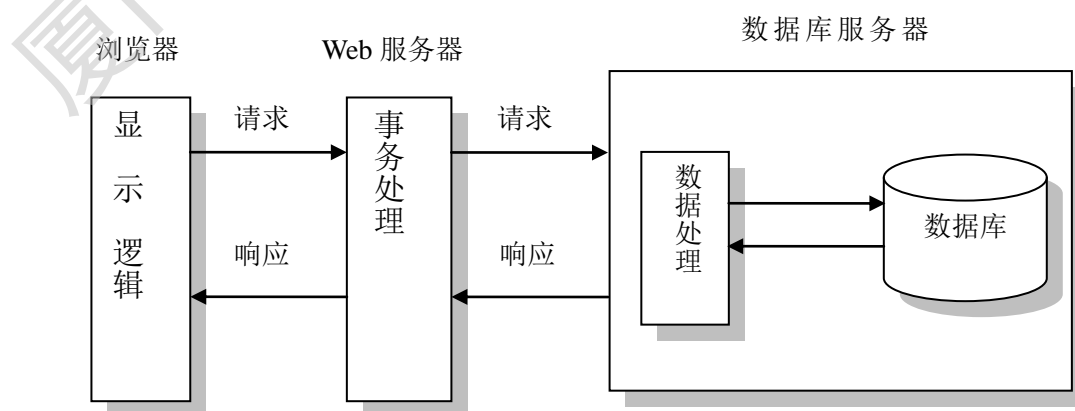 厦
浏览器
Web 服务器
数据库服务器
显示逻辑
请求
响应
事务处理
请求
响应
数据处理
数据库